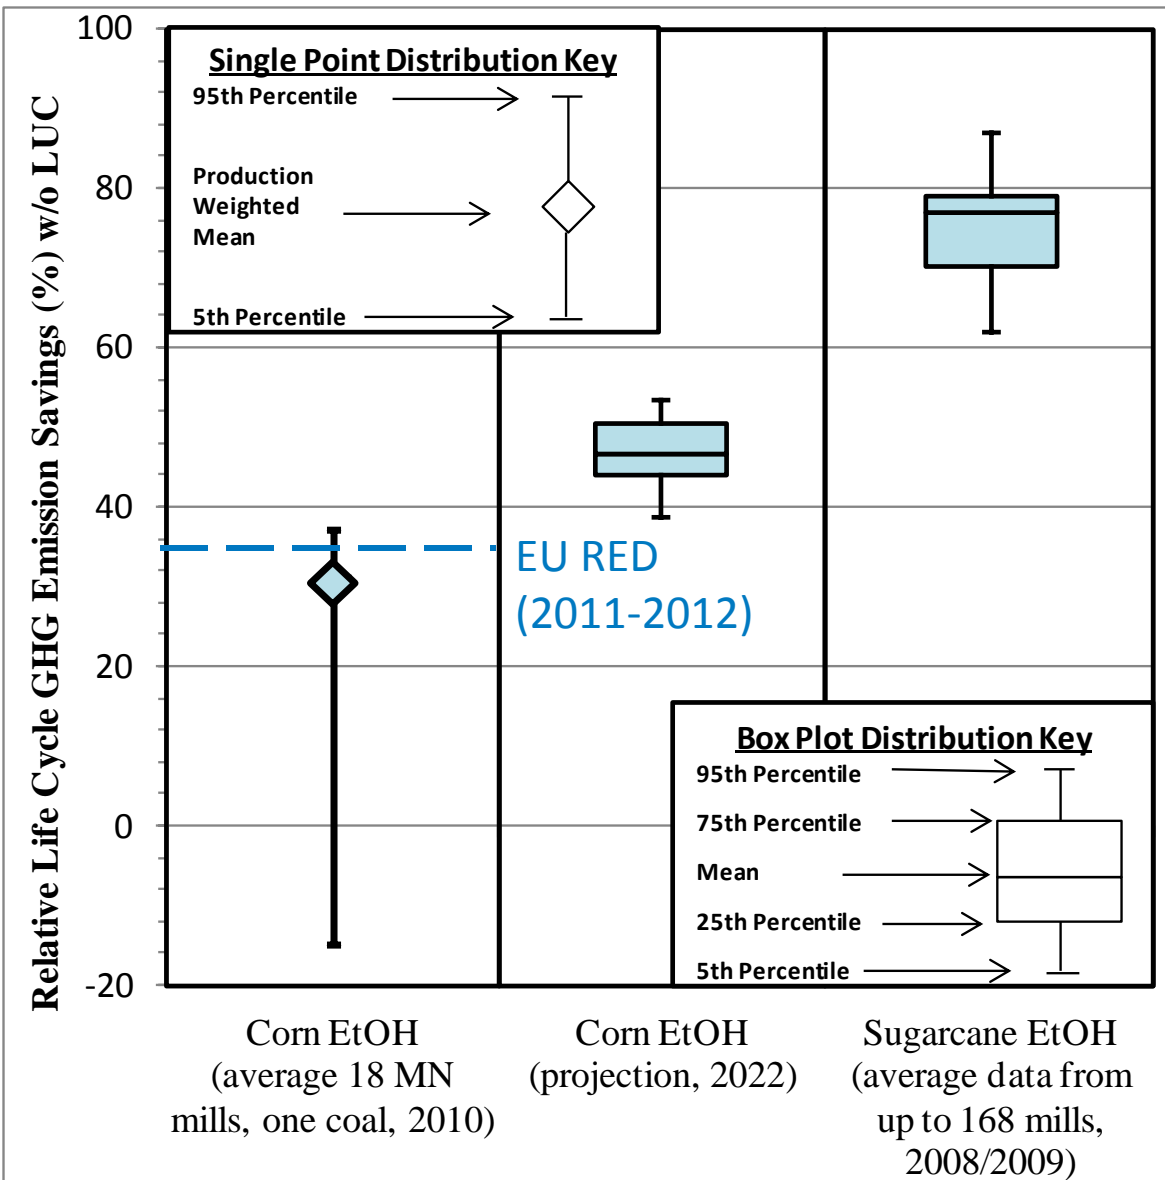 Relative Life Cycle GHG Emission Savings (%) w/o LUC
100
80
60
40
20
0
-20
Single Point Distribution Key
95th Percentile
Production
Weighted
Mean
5th Percentile
EU RED
(2011-2012)
Box Plot Distribution Key
95th Percentile
75th Percentile
Mean
25th Percentile
5th Percentile
Corn EtOH
(average 18 MN
mills, one coal, 2010)
Corn EtOH
(projection, 2022)
Sugarcane EtOH
(average data from
up to 168 mills,
2008/2009)